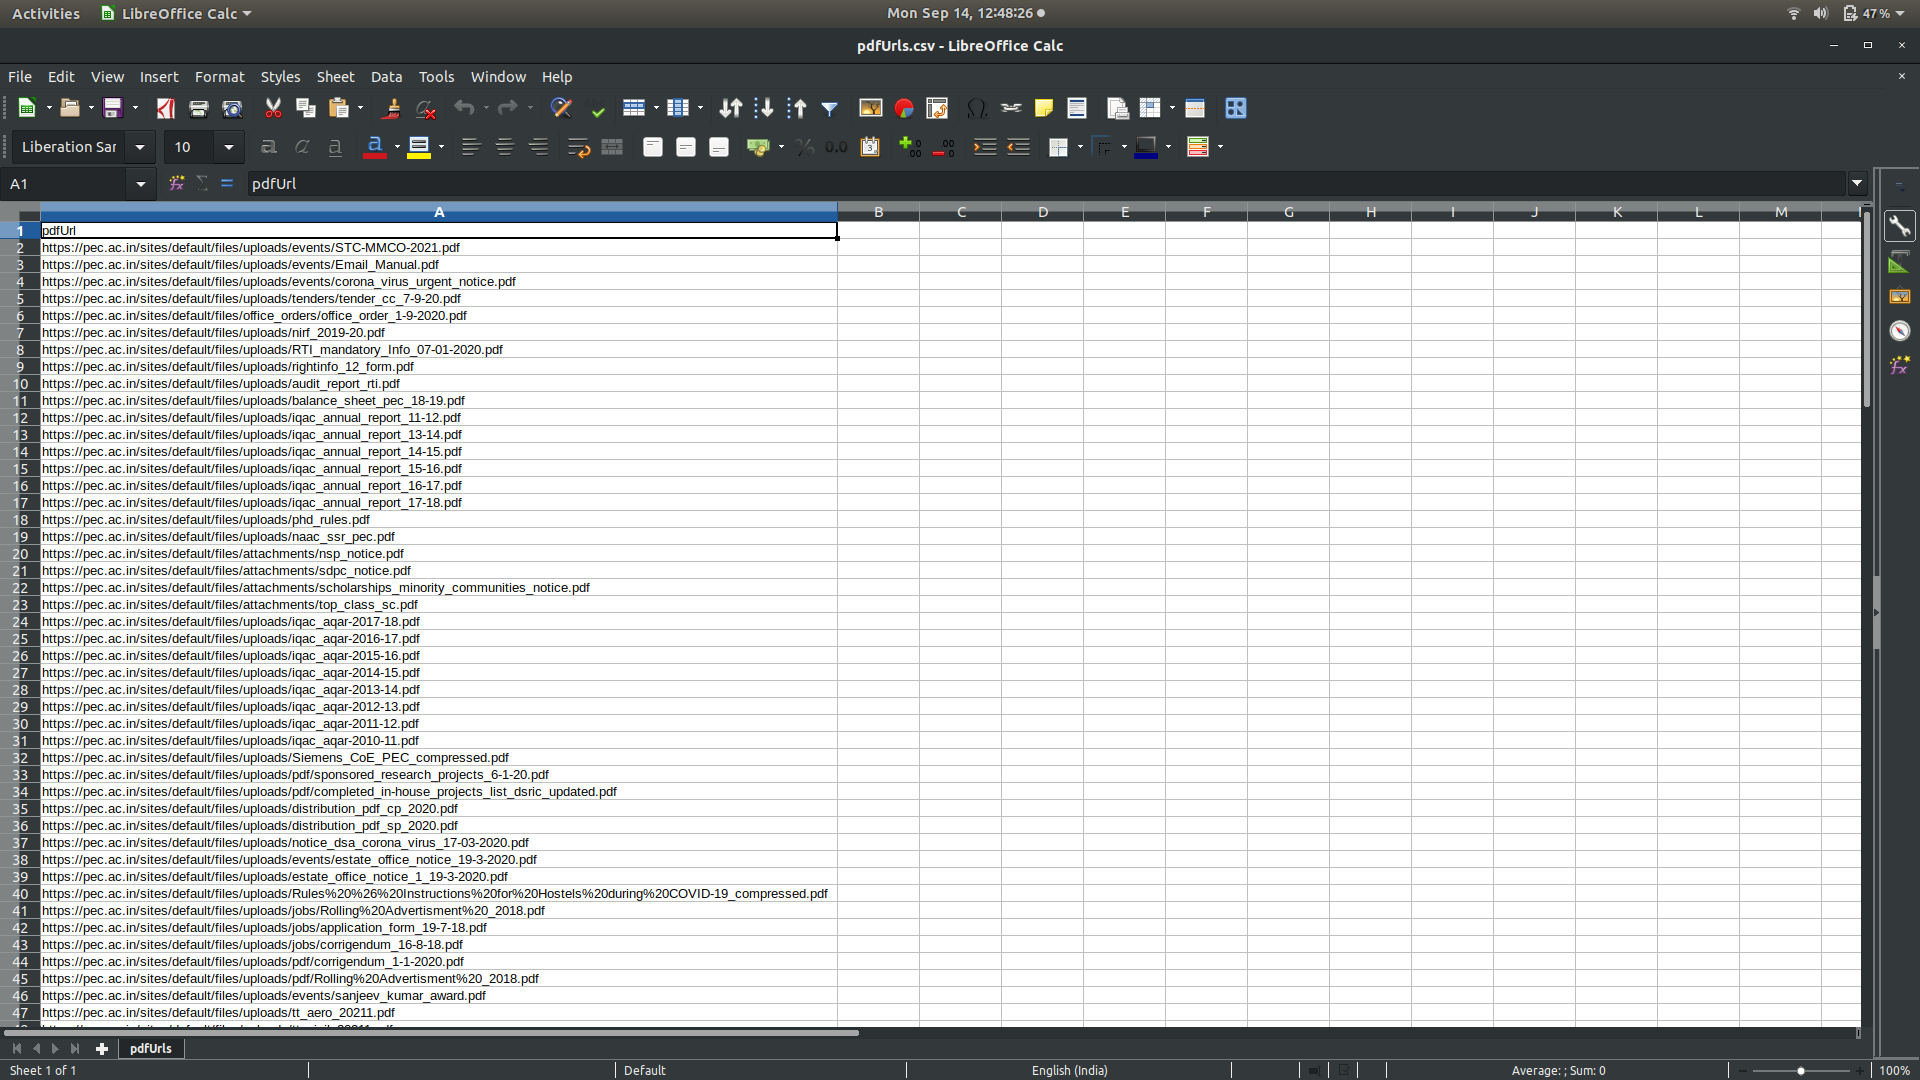 Activities LibreOffice Calc Mon Sep 14, 12:48:26 47%
pdfUrls.csv - LibreOffice Calc
File Edit View Insert Format Styles Sheet Data Tools Window Help
Liberation Sar 10
A1 pdfUrl
A B C D E F G H I J K L M
1 pdfUrl
2 https://pec.ac.in/sites/default/files/uploads/events/STC-MMCO-2021.pdf
3 https://pec.ac.in/sites/default/files/uploads/events/Email_Manual.pdf
4 https://pec.ac.in/sites/default/files/uploads/events/corona_virus_urgent_notice.pdf
5 https://pec.ac.in/sites/default/files/uploads/tenders/tender_cc_7-9-20.pdf
6 https://pec.ac.in/sites/default/files/office_orders/office_order_1-9-2020.pdf
7 https://pec.ac.in/sites/default/files/uploads/nirf_2019-20.pdf
8 https://pec.ac.in/sites/default/files/uploads/RTI_mandatory_Info_07-01-2020.pdf
9 https://pec.ac.in/sites/default/files/uploads/rightinfo_12_form.pdf
10 https://pec.ac.in/sites/default/files/uploads/audit_report_rti.pdf
11 https://pec.ac.in/sites/default/files/uploads/balance_sheet_pec_18-19.pdf
12 https://pec.ac.in/sites/default/files/uploads/iqac_annual_report_11-12.pdf
13 https://pec.ac.in/sites/default/files/uploads/iqac_annual_report_13-14.pdf
14 https://pec.ac.in/sites/default/files/uploads/iqac_annual_report_14-15.pdf
15 https://pec.ac.in/sites/default/files/uploads/iqac_annual_report_15-16.pdf
16 https://pec.ac.in/sites/default/files/uploads/iqac_annual_report_16-17.pdf
17 https://pec.ac.in/sites/default/files/uploads/iqac_annual_report_17-18.pdf
18 https://pec.ac.in/sites/default/files/uploads/phd_rules.pdf
19 https://pec.ac.in/sites/default/files/uploads/naac_ssr_pec.pdf
20 https://pec.ac.in/sites/default/files/attachments/nsp_notice.pdf
21 https://pec.ac.in/sites/default/files/attachments/sdpc_notice.pdf
22 https://pec.ac.in/sites/default/files/attachments/scholarships_minority_communities_notice.pdf
23 https://pec.ac.in/sites/default/files/attachments/top_class_sc.pdf
24 https://pec.ac.in/sites/default/files/uploads/iqac_aqar-2017-18.pdf
25 https://pec.ac.in/sites/default/files/uploads/iqac_aqar-2016-17.pdf
26 https://pec.ac.in/sites/default/files/uploads/iqac_aqar-2015-16.pdf
27 https://pec.ac.in/sites/default/files/uploads/iqac_aqar-2014-15.pdf
28 https://pec.ac.in/sites/default/files/uploads/iqac_aqar-2013-14.pdf
29 https://pec.ac.in/sites/default/files/uploads/iqac_aqar-2012-13.pdf
30 https://pec.ac.in/sites/default/files/uploads/iqac_aqar-2011-12.pdf
31 https://pec.ac.in/sites/default/files/uploads/iqac_aqar-2010-11.pdf
32 https://pec.ac.in/sites/default/files/uploads/Siemens_CoE_PEC_compressed.pdf
33 https://pec.ac.in/sites/default/files/uploads/pdf/sponsored_research_projects_6-1-20.pdf
34 https://pec.ac.in/sites/default/files/uploads/pdf/completed_in-house_projects_list_dsric_updated.pdf
35 https://pec.ac.in/sites/default/files/uploads/distribution_pdf_cp_2020.pdf
36 https://pec.ac.in/sites/default/files/uploads/distribution_pdf_sp_2020.pdf
37 https://pec.ac.in/sites/default/files/uploads/notice_dsa_corona_virus_17-03-2020.pdf
38 https://pec.ac.in/sites/default/files/uploads/events/estate_office_notice_19-3-2020.pdf
39 https://pec.ac.in/sites/default/files/uploads/estate_office_notice_1_19-3-2020.pdf
40 https://pec.ac.in/sites/default/files/uploads/Rules%20%26%20Instructions%20for%20Hostels%20during%20COVID-19_compressed.pdf
41 https://pec.ac.in/sites/default/files/uploads/jobs/Rolling%20Advertisment%20_2018.pdf
42 https://pec.ac.in/sites/default/files/uploads/jobs/application_form_19-7-18.pdf
43 https://pec.ac.in/sites/default/files/uploads/jobs/corrigendum_16-8-18.pdf
44 https://pec.ac.in/sites/default/files/uploads/pdf/corrigendum_1-1-2020.pdf
45 https://pec.ac.in/sites/default/files/uploads/pdf/Rolling%20Advertisment%20_2018.pdf
46 https://pec.ac.in/sites/default/files/uploads/events/sanjeev_kumar_award.pdf
47 https://pec.ac.in/sites/default/files/uploads/tt_aero_20211.pdf
pdfUrls
Sheet 1 of 1 Default English (India) Average: ; Sum: 0 100%